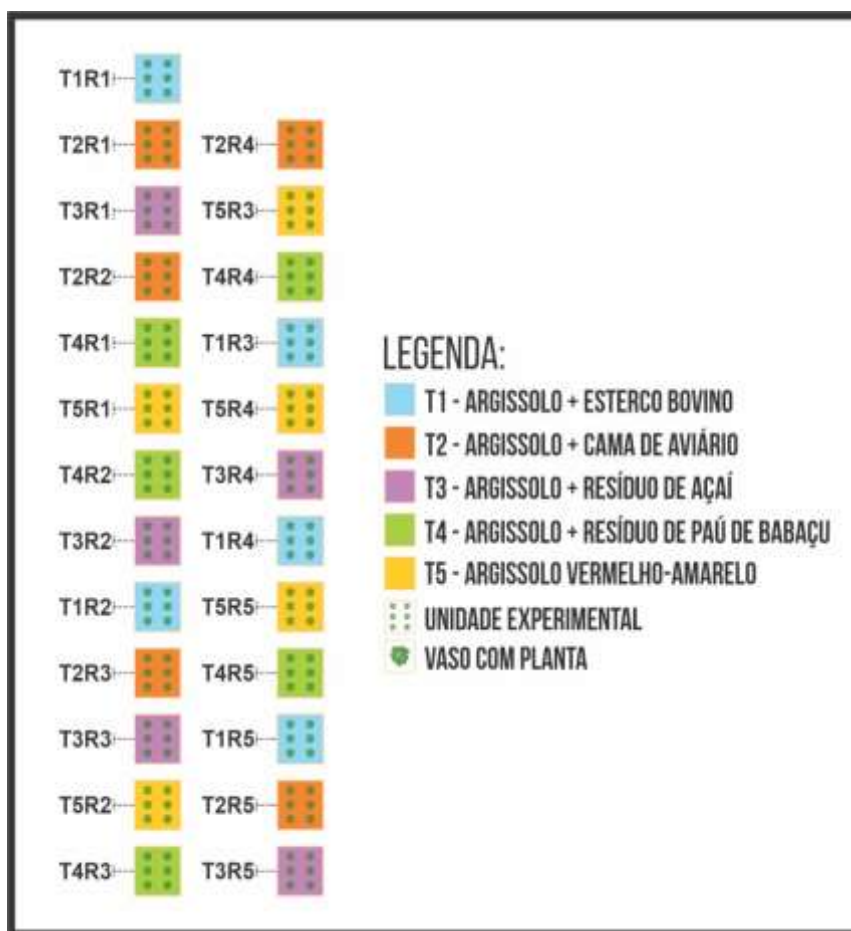 T1R1
T2R1
T2R4
T3R1
T5R3
T2R2
T4R4
T4R1
T1R3
T5R1
T5R4
T4R2
T3R4
T3R2
T1R4
T1R2
T5R5
T2R3
T4R5
T3R3
T1R5
T5R2
T2R5
T4R3
T3R5
LEGENDA:
T1 - ARGISSOLO + ESTERCO BOVINO
T2 - ARGISSOLO + CAMA DE AVIÁRIO
T3 - ARGISSOLO + RESÍDUO DE AÇAÍ
T4 - ARGISSOLO + RESÍDUO DE PAÚ DE BABAÇU
T5 - ARGISSOLO VERMELHO-AMARELO
UNIDADE EXPERIMENTAL
VASO COM PLANTA